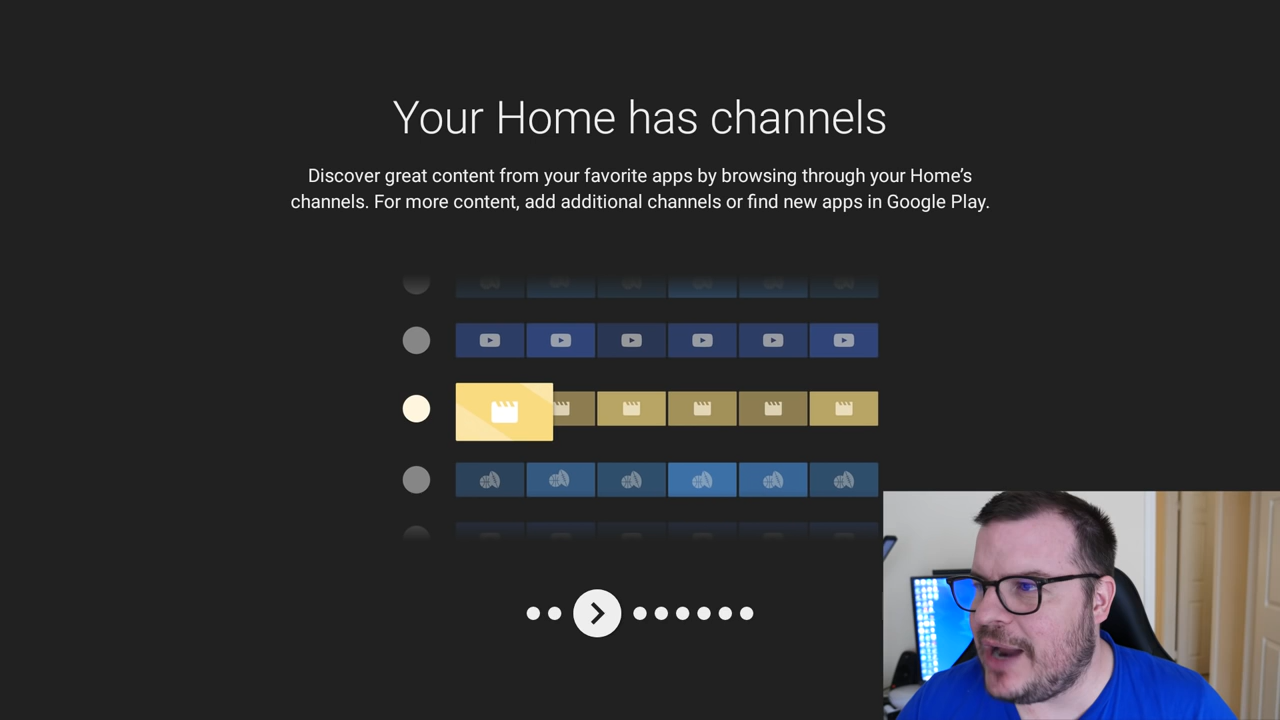 Your Home has channels
Discover great content from your favorite apps by browsing through your Home’s
channels. For more content, add additional channels or find new apps in Google Play.